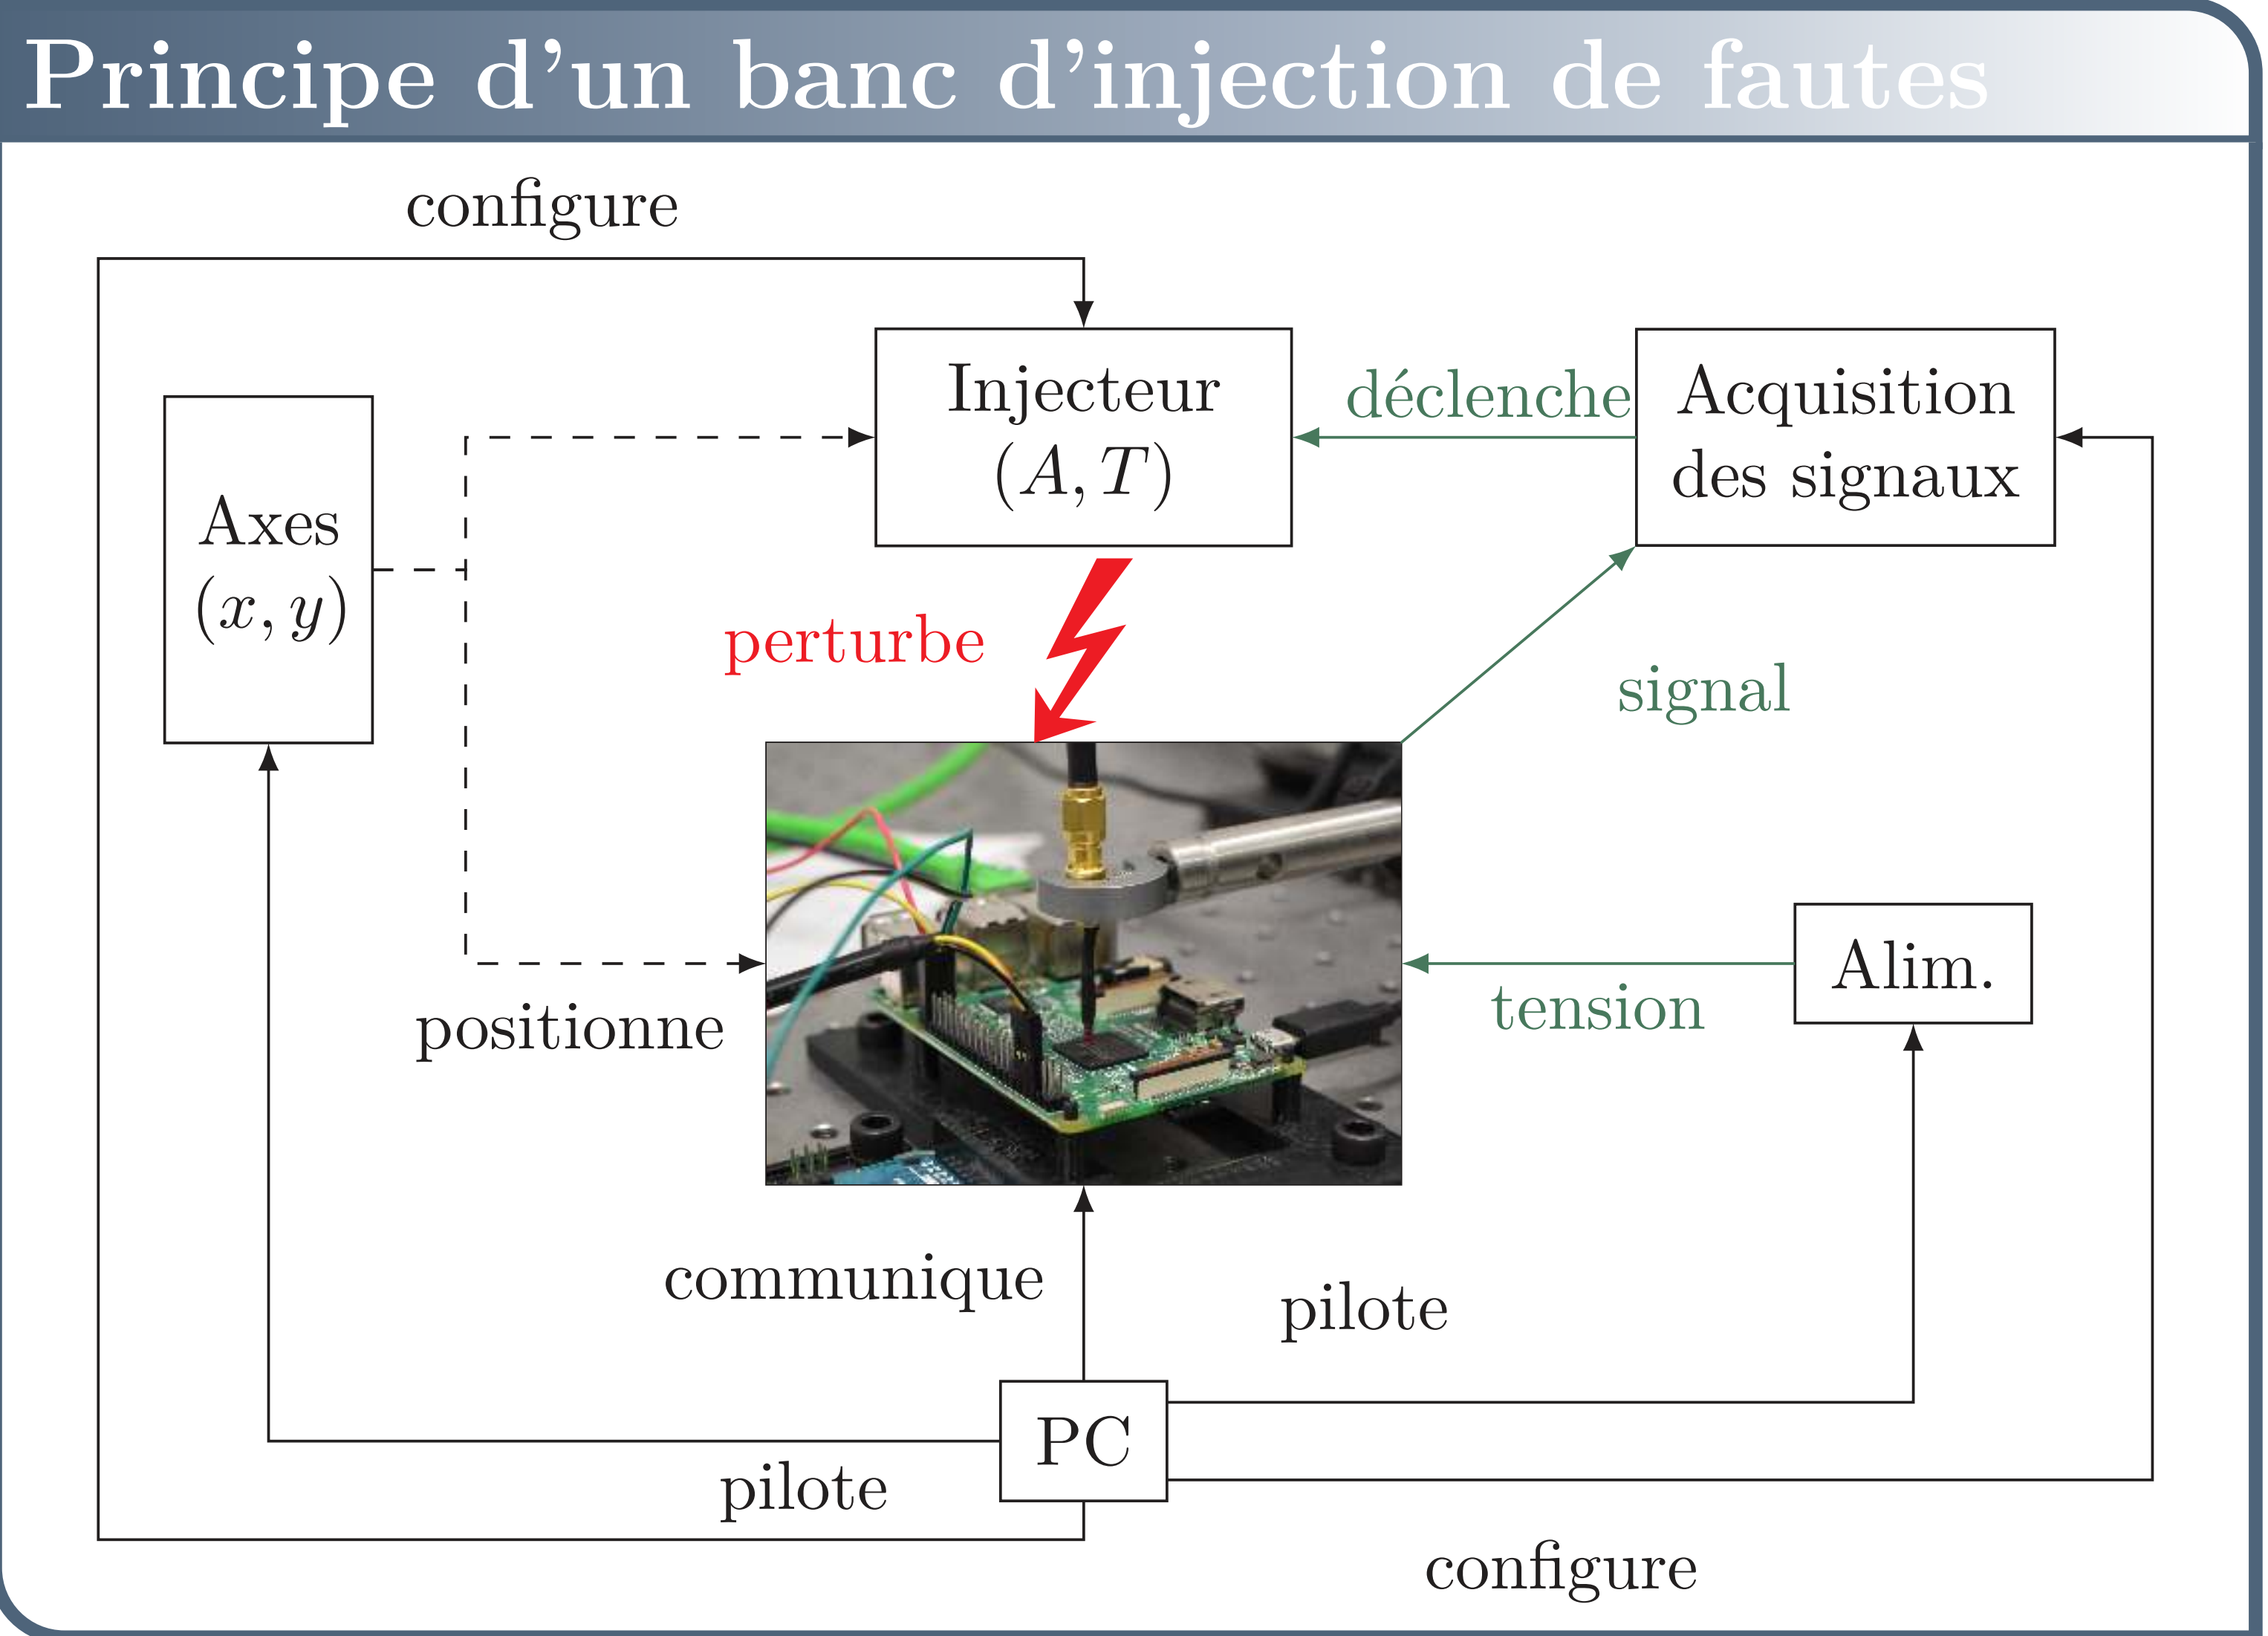 Principe d'un banc d'injection de fautes
configure
Injecteur
(A, T)
déclenche
Acquisition
des signaux
Axes
(x, y)
perturbe
signal
positionne
tension
Alim.
communique
pilote
PC
pilote
configure